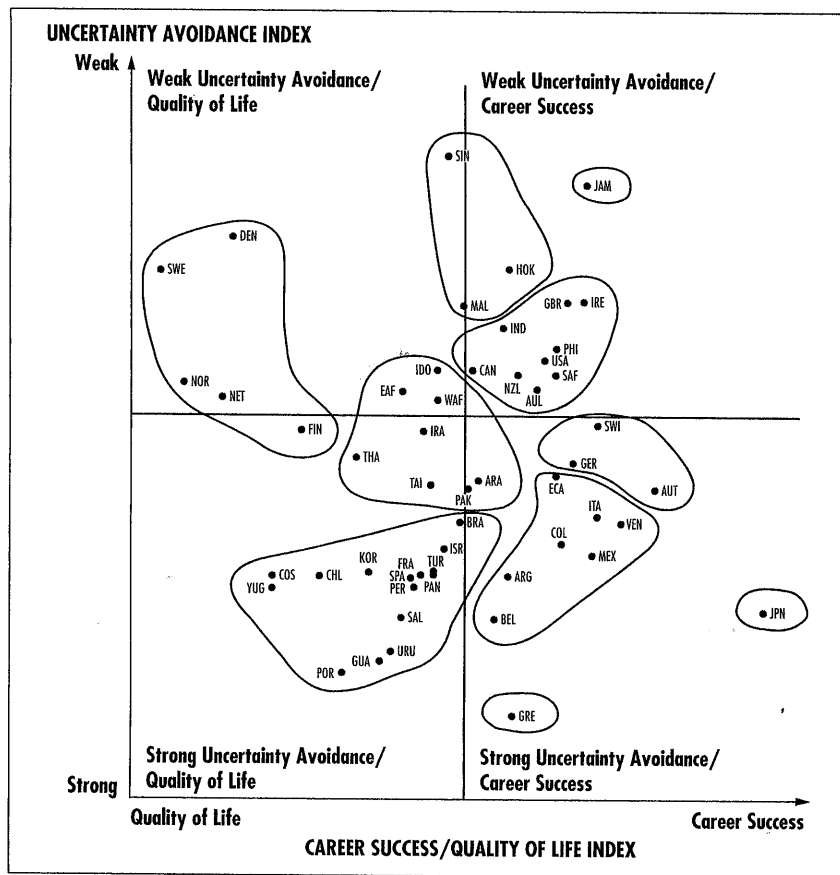 UNCERTAINTY AVOIDANCE INDEX
Weak
Weak Uncertainty Avoidance/
Quality of Life
Weak Uncertainty Avoidance/
Career Success
SIN
JAM
DEN
SWE
HOK
MAL
GBR
IRE
IND
PHI
USA
IDO
CAN
NZL
SAF
NOR
EAF
AUL
NET
WAF
FIN
IRA
SWI
THA
GER
TAI
ARA
ECA
PAK
AUT
BRA
ITA
VEN
COL
ISR
MEX
KOR
FRA
TUR
COS
CHL
SPA
ARG
YUG
PER
PAN
SAL
BEL
JPN
URU
GUA
POR
GRE
Strong Uncertainty Avoidance/
Quality of Life
Strong Uncertainty Avoidance/
Career Success
Strong
Quality of Life
Career Success
CAREER SUCCESS/QUALITY OF LIFE INDEX